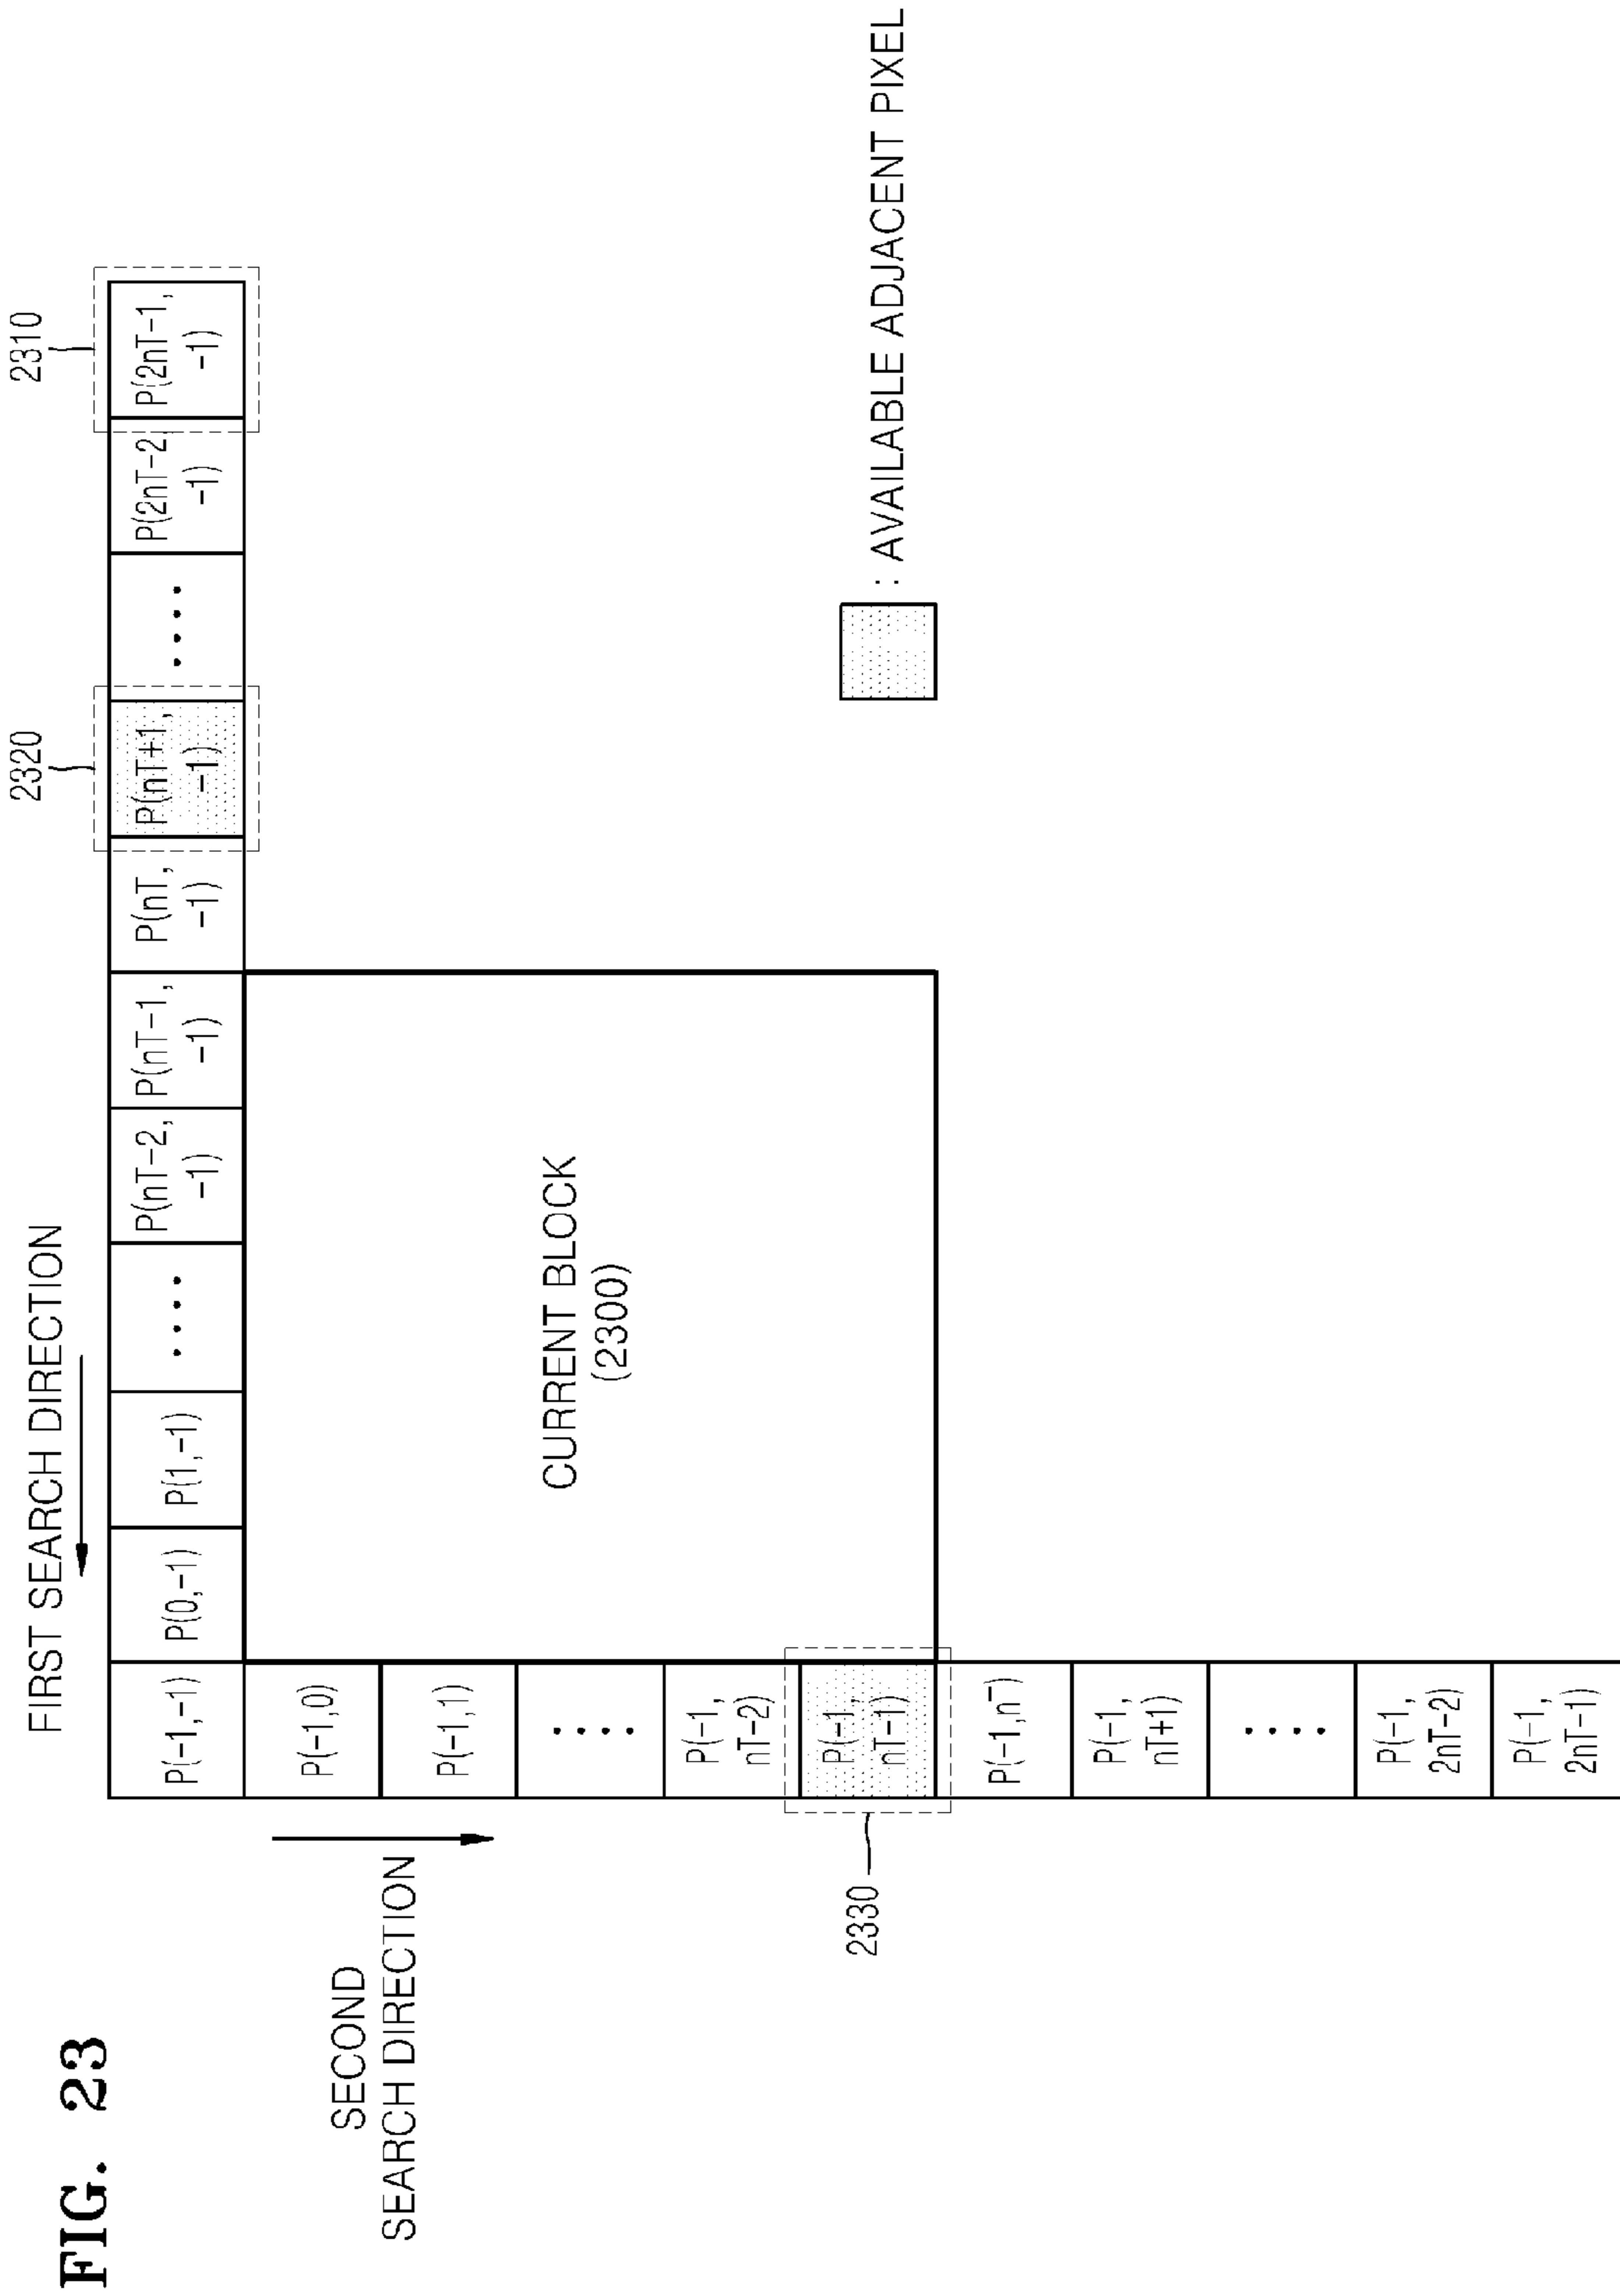 FIG. 23
FIRST SEARCH DIRECTION
2320
2310
P(-1,-1)
P(0,-1)
P(1,-1)
....
P(nT-2,
-1)
P(nT-1,
-1)
P(nT,
-1)
P(nT+1,
-1)
....
P(2nT-2,
-1)
P(2nT-1,
-1)
SECOND
SEARCH DIRECTION
P(-1,0)
P(-1,1)
....
P(-1,
nT-2)
2330
P(-1,
nT-1)
P(-1,n‾)
P(-1,
nT+1)
....
P(-1,
2nT-2)
P(-1,
2nT-1)
CURRENT BLOCK
(2300)
: AVAILABLE ADJACENT PIXEL